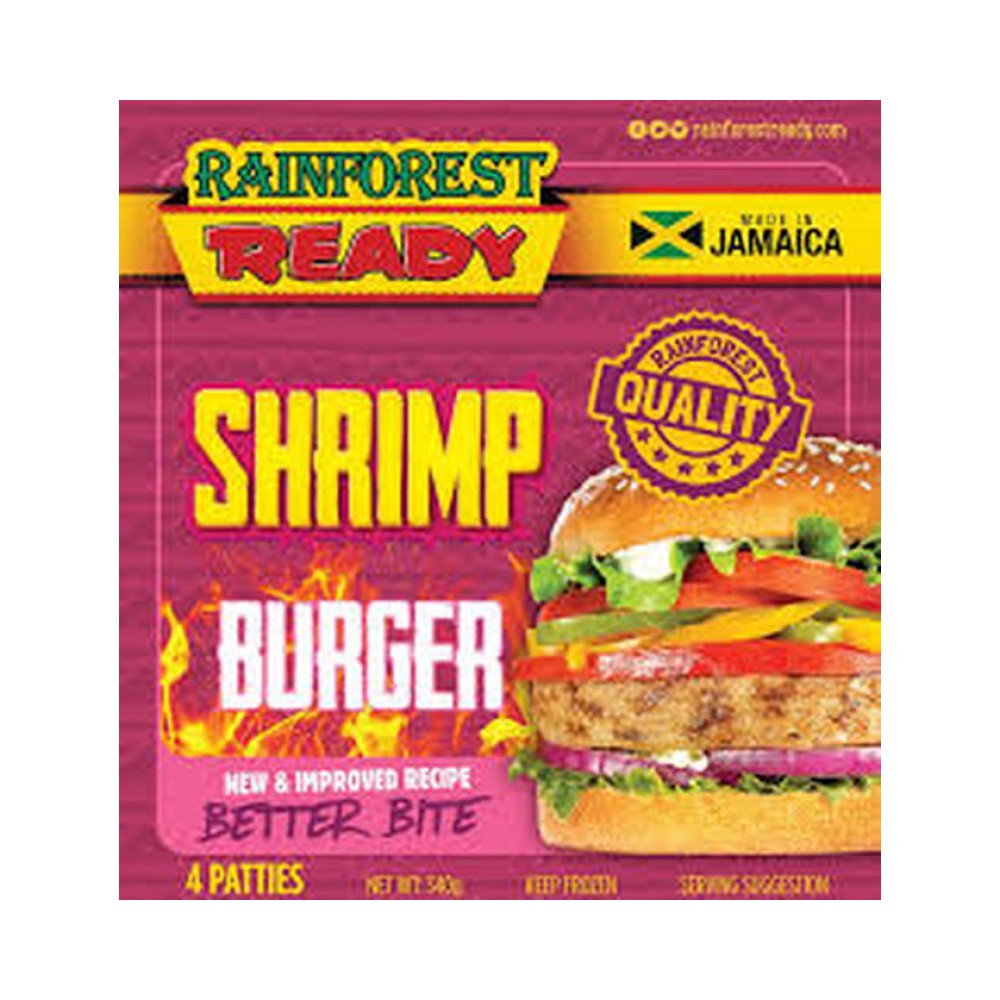 rainforestready.com
RAINFOREST
READY
MADE IN
JAMAICA
RAINFOREST
QUALITY
SHRIMP
BURGER
NEW & IMPROVED RECIPE
BETTER BITE
4 PATTIES
NET WT: 340g
KEEP FROZEN
SERVING SUGGESTION